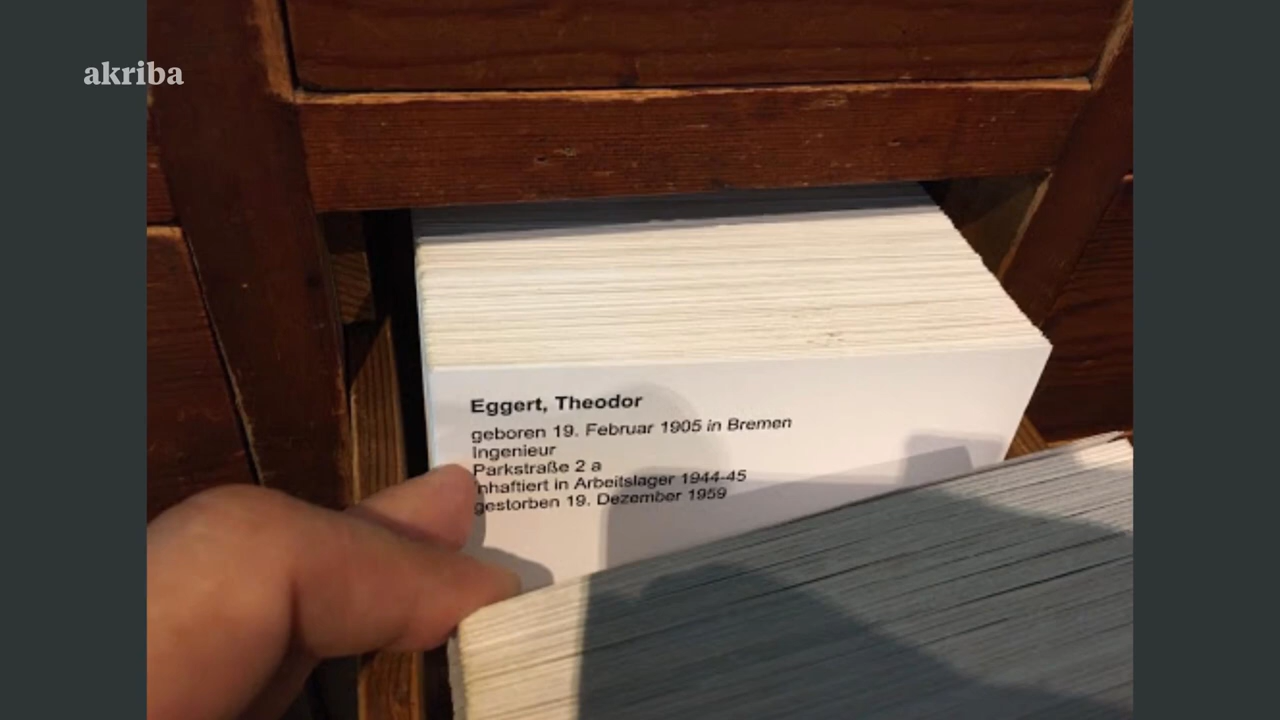 akriba
Eggert, Theodor
geboren 19. Februar 1905 in Bremen
Ingenieur
Parkstraße 2 a
inhaftiert in Arbeitslager 1944-45
gestorben 19. Dezember 1959